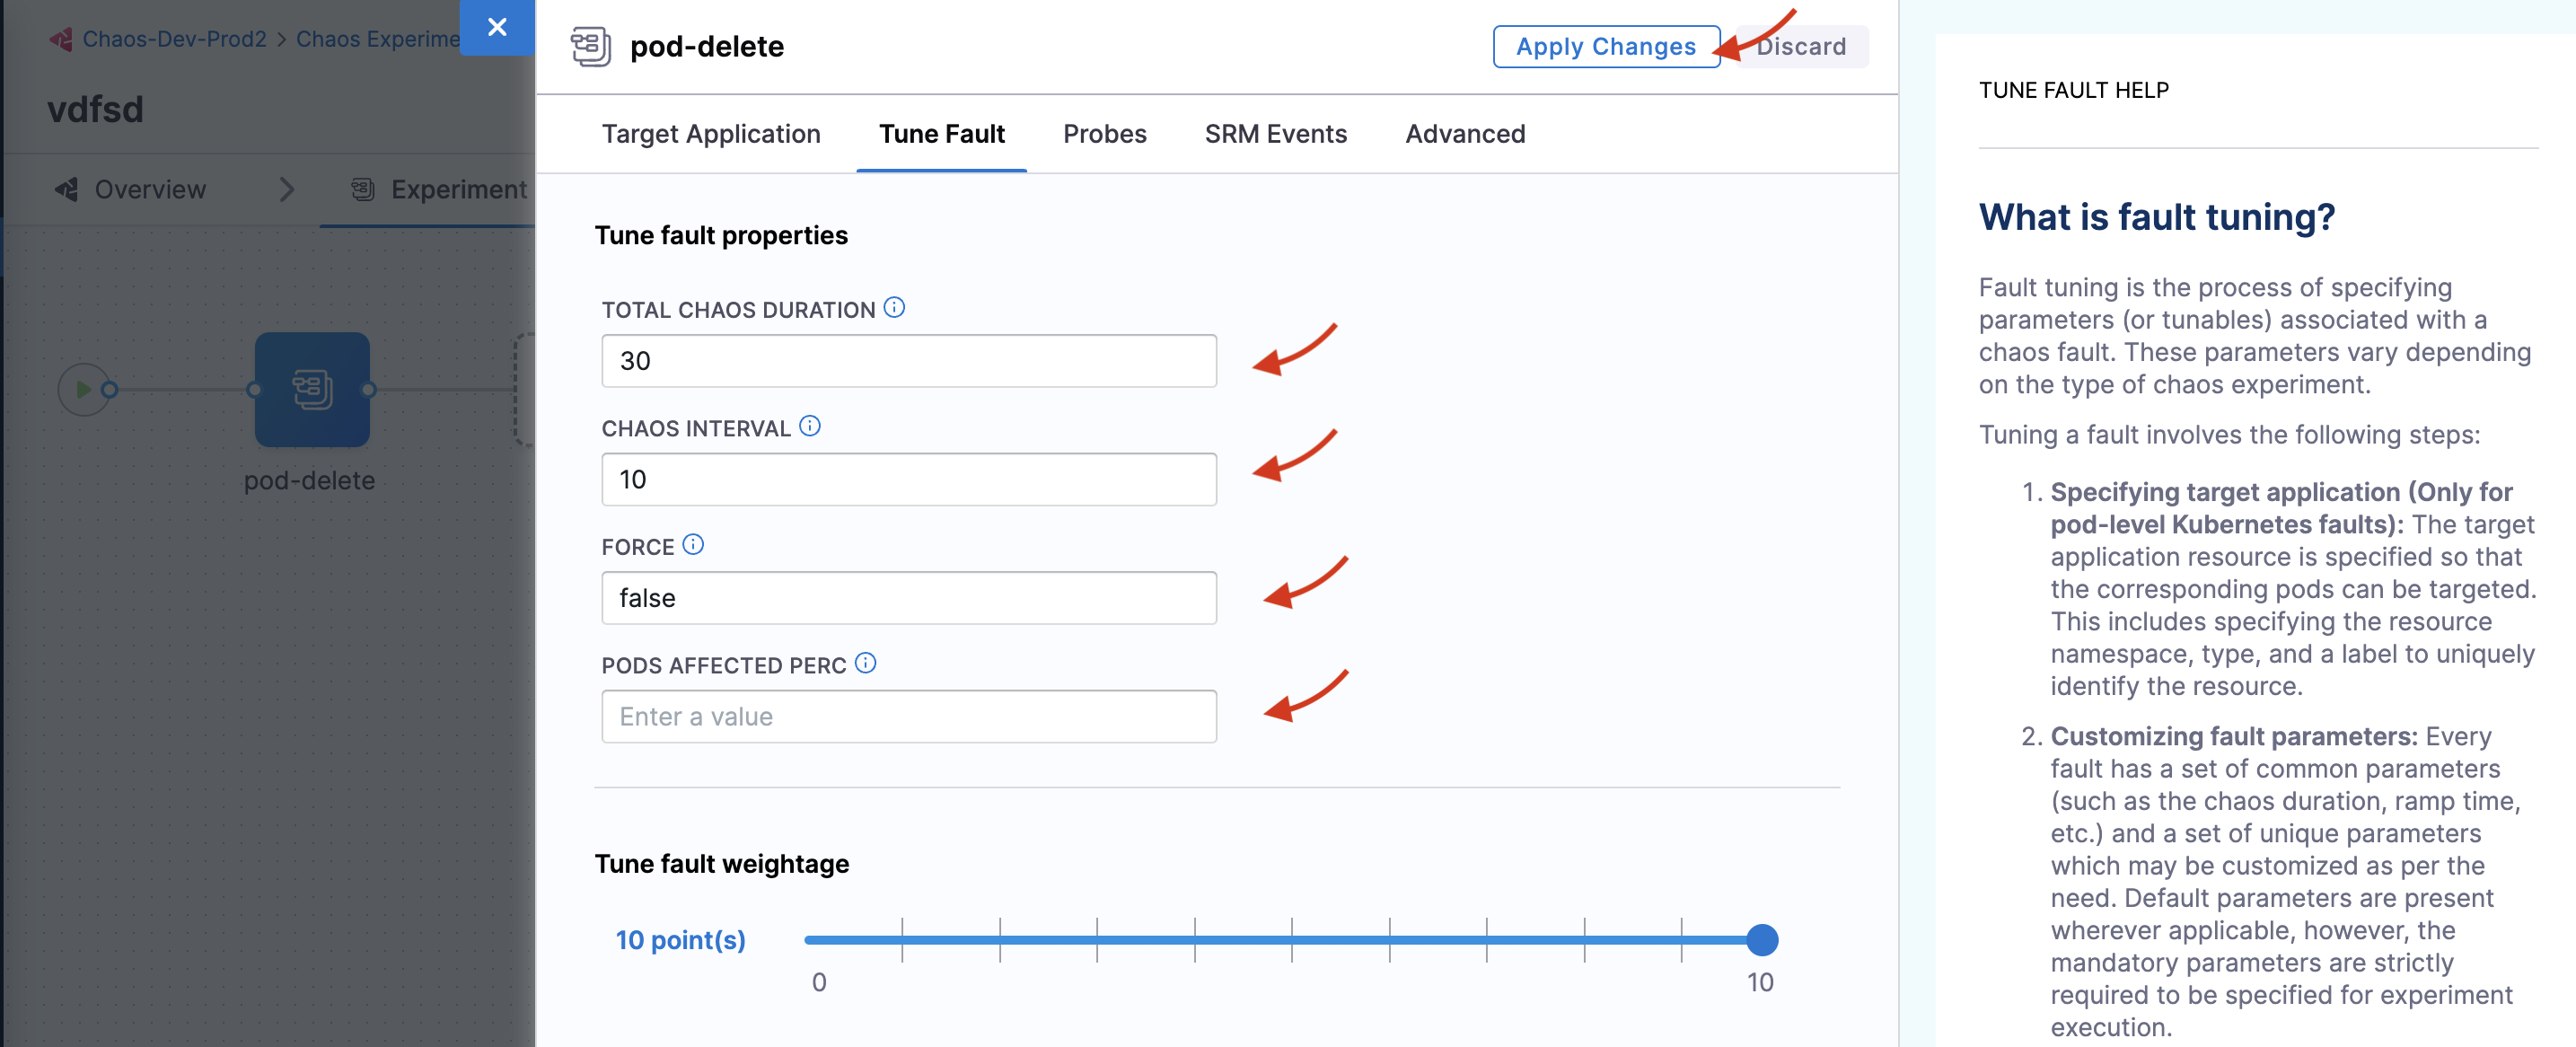 Chaos-Dev-Prod2 > Chaos Experime
vdfsd
Overview
Experiment
pod-delete
pod-delete
Apply Changes
Discard
Target Application
Tune Fault
Probes
SRM Events
Advanced
Tune fault properties
TOTAL CHAOS DURATION
30
CHAOS INTERVAL
10
FORCE
false
PODS AFFECTED PERC
Enter a value
Tune fault weightage
10 point(s)
0
10
TUNE FAULT HELP
What is fault tuning?
Fault tuning is the process of specifying
parameters (or tunables) associated with a
chaos fault. These parameters vary depending
on the type of chaos experiment.
Tuning a fault involves the following steps:
1. Specifying target application (Only for
pod-level Kubernetes faults): The target
application resource is specified so that
the corresponding pods can be targeted.
This includes specifying the resource
namespace, type, and a label to uniquely
identify the resource.
2. Customizing fault parameters: Every
fault has a set of common parameters
(such as the chaos duration, ramp time,
etc.) and a set of unique parameters
which may be customized as per the
need. Default parameters are present
wherever applicable, however, the
mandatory parameters are strictly
required to be specified for experiment
execution.